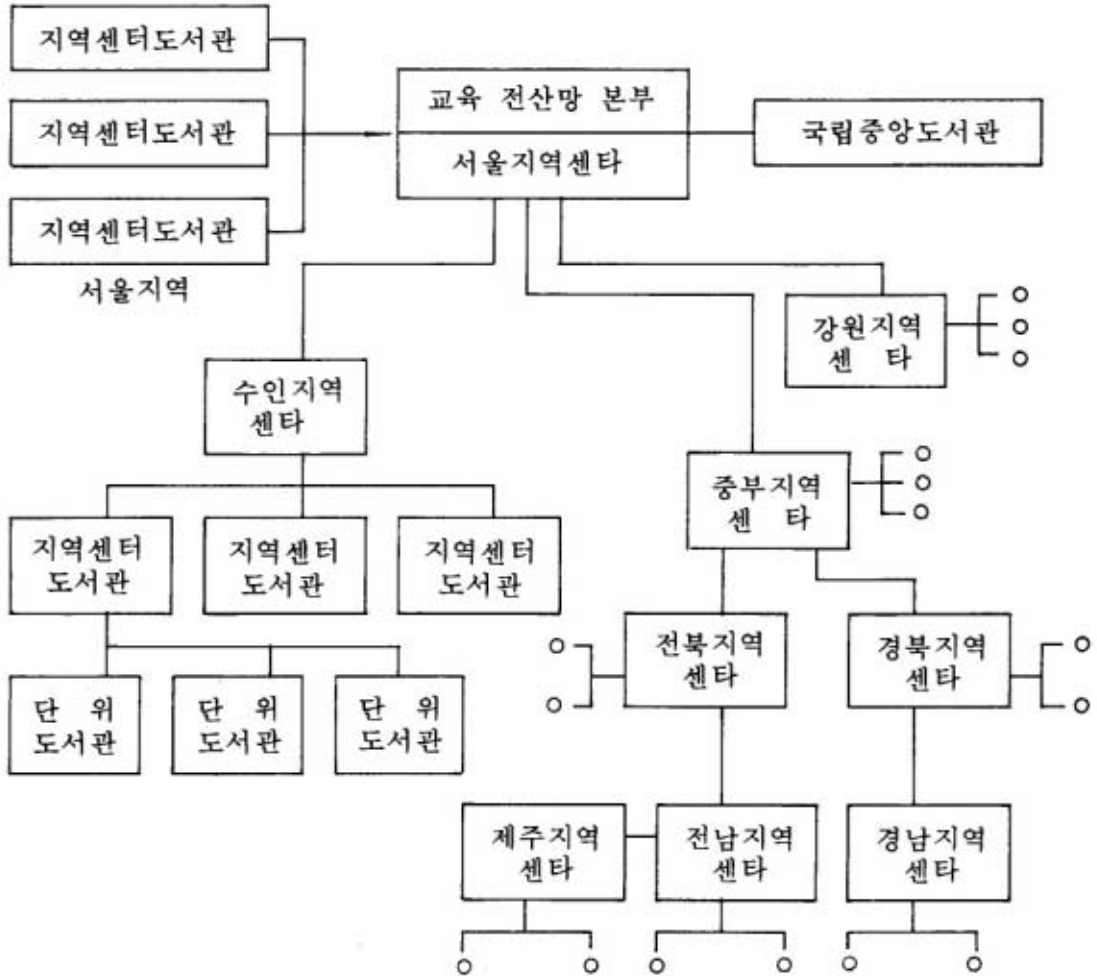 지역센터도서관
교육 전산망 본부
지역센터도서관
국립중앙도서관
서울지역센타
지역센터도서관
서울지역
강원지역
센 타
수인지역
센타
중부지역
센 타
지역센터
도서관
지역센터
도서관
지역센터
도서관
전북지역
센타
경북지역
센타
단 위
도서관
단 위
도서관
단 위
도서관
제주지역
센타
전남지역
센타
경남지역
센타